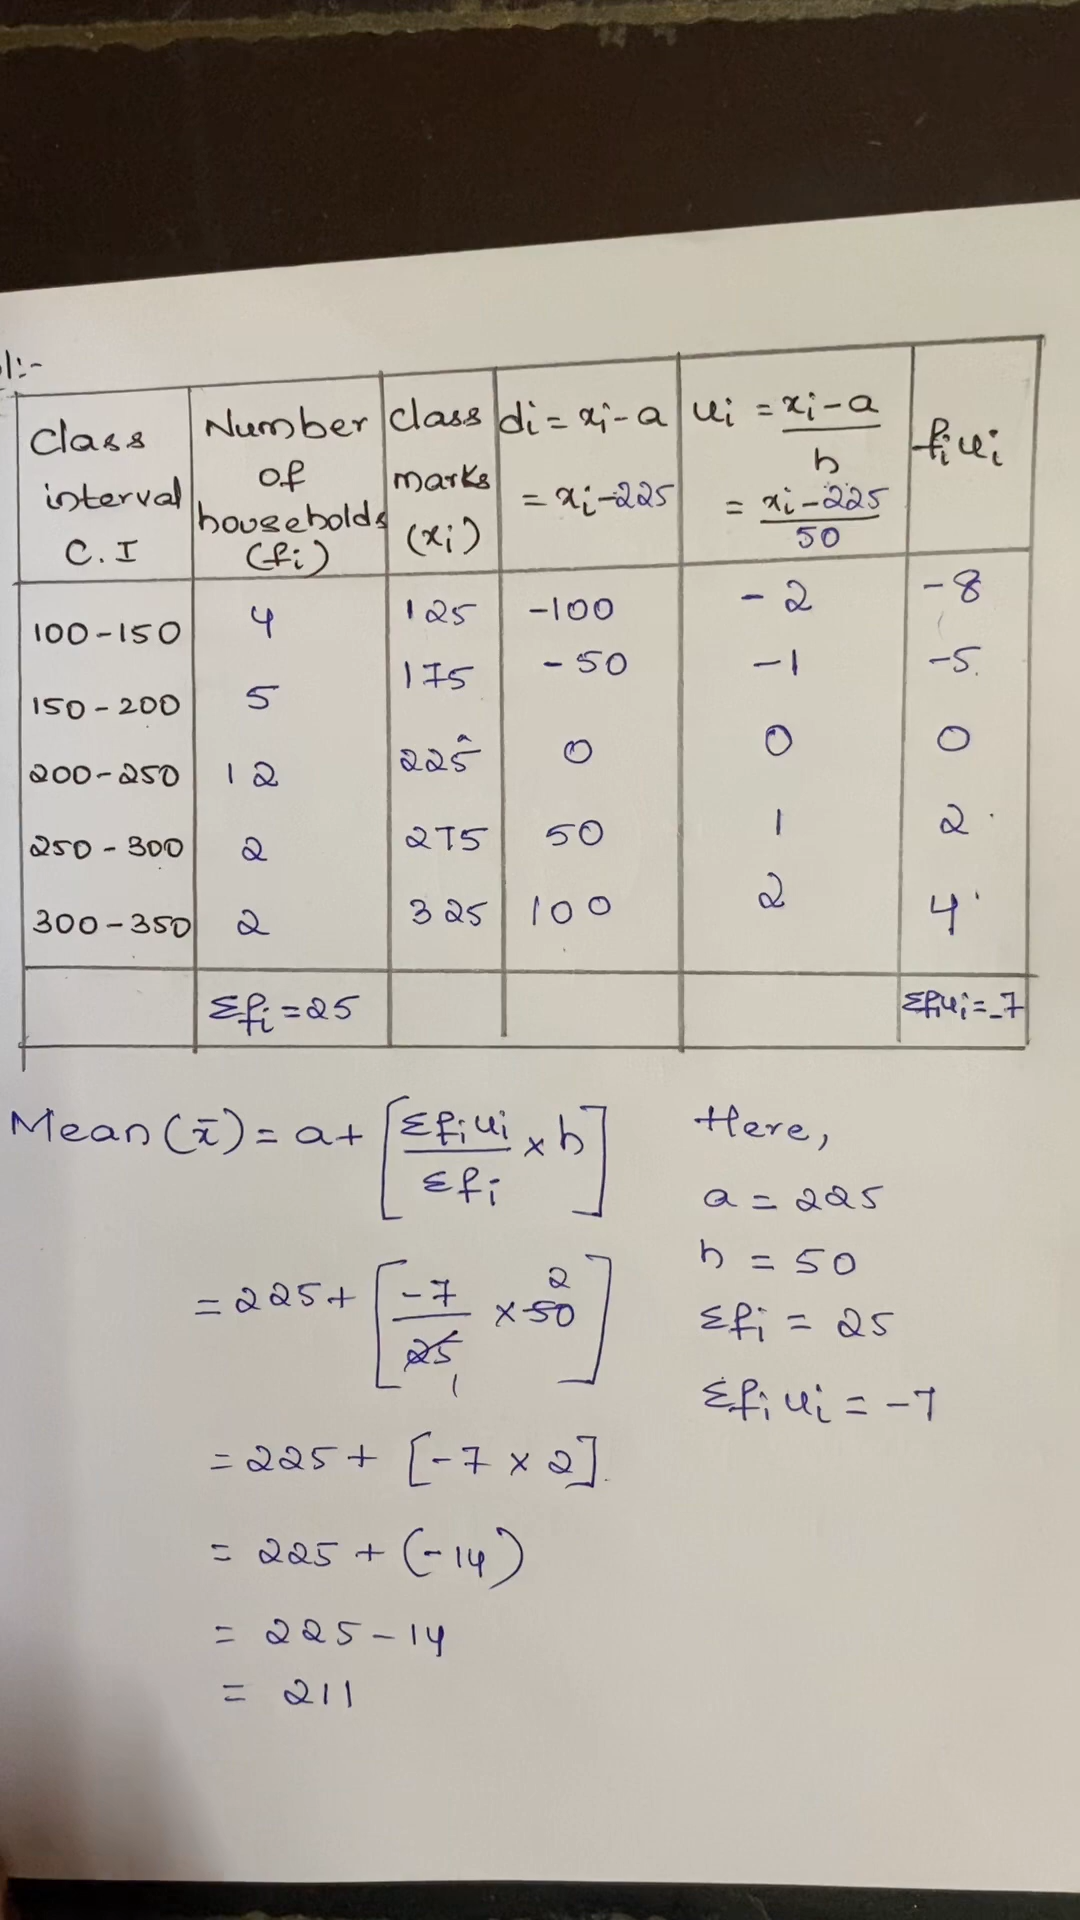 :-
Class interval C.I | Number of households (fi) | Class marks (xi) | di = xi - a = xi - 225 | ui = xi - a / h = xi - 225 / 50 | fi ui
100-150 | 4 | 125 | -100 | -2 | -8
150-200 | 5 | 175 | -50 | -1 | -5
200-250 | 12 | 225 | 0 | 0 | 0
250-300 | 2 | 275 | 50 | 1 | 2
300-350 | 2 | 325 | 100 | 2 | 4
Σfi = 25 | Σfiui = -7
Mean (x̄) = a + [Σfiui / Σfi × h]
= 225 + [-7 / 25 1 × 50 2]
= 225 + [-7 × 2]
= 225 + (-14)
= 225 - 14
= 211
Here,
a = 225
h = 50
Σfi = 25
Σfiui = -7